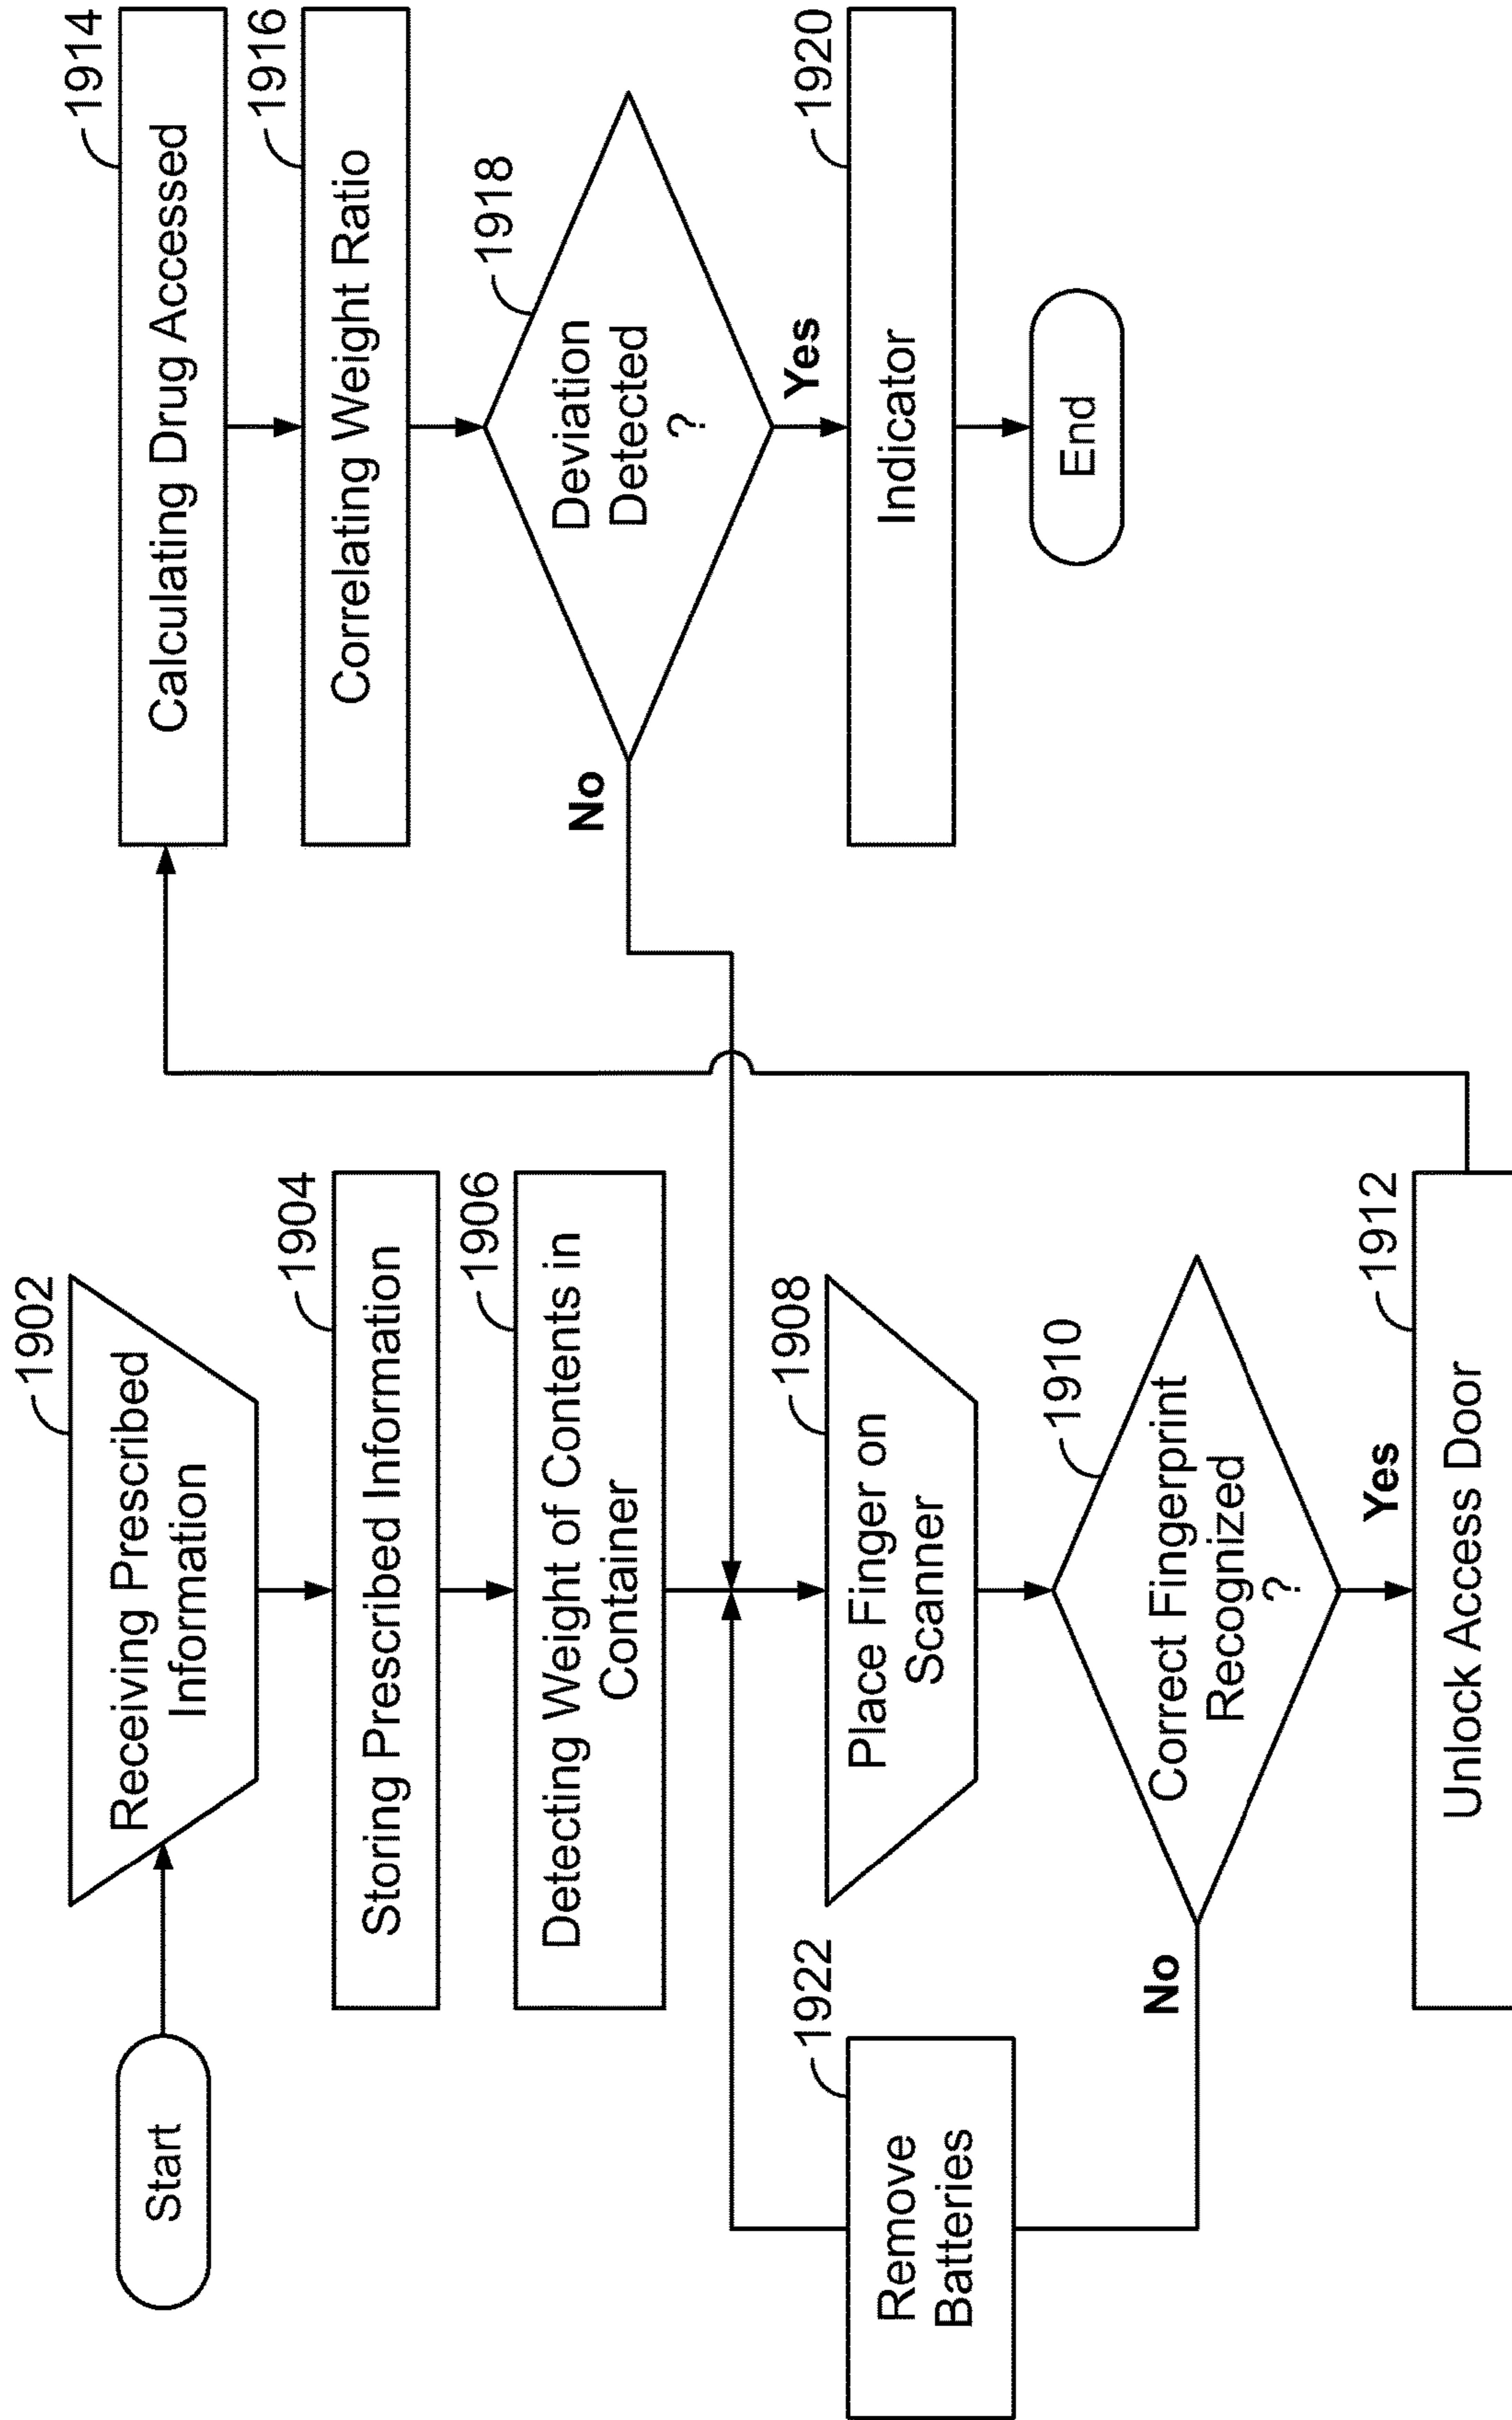 Start
1902
Receiving Prescribed
Information
1904
Storing Prescribed Information
1906
Detecting Weight of Contents in
Container
1908
Place Finger on
Scanner
1910
Correct Fingerprint
Recognized
?
No
1922
Remove
Batteries
Yes
1912
Unlock Access Door
1914
Calculating Drug Accessed
1916
Correlating Weight Ratio
1918
Deviation
Detected
?
No
Yes
1920
Indicator
End